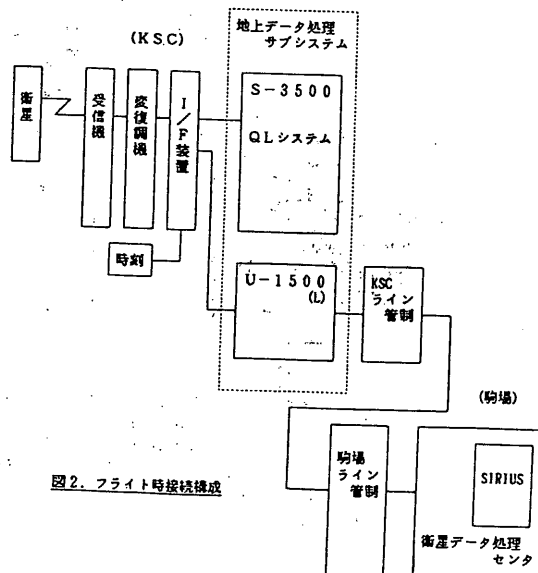 (KSC)
地上データ処理
サブシステム
衛星
受信機
変復調機
I/F装置
時刻
S-3500
QLシステム
U-1500
(L)
KSC
ライン
管制
(駒場)
駒場
ライン
管制
SIRIUS
衛星データ処理
センタ
図2. フライト時接続構成